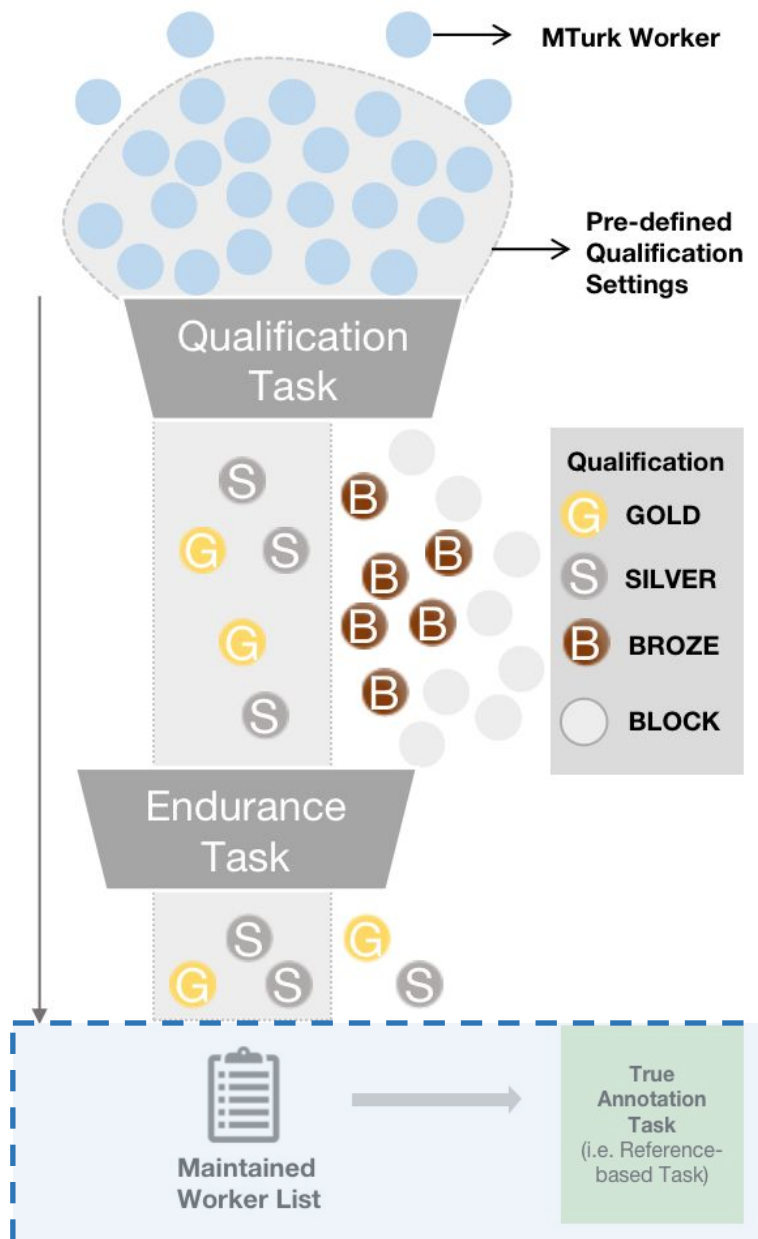 MTurk Worker
Pre-defined
Qualification
Settings
Qualification
Task
S
G
S
G
S
B
B
B
B
B
B
Qualification
G GOLD
S SILVER
B BROZE
BLOCK
Endurance
Task
S
G
S
G
S
Maintained
Worker List
True
Annotation
Task
(i.e. Reference-
based Task)